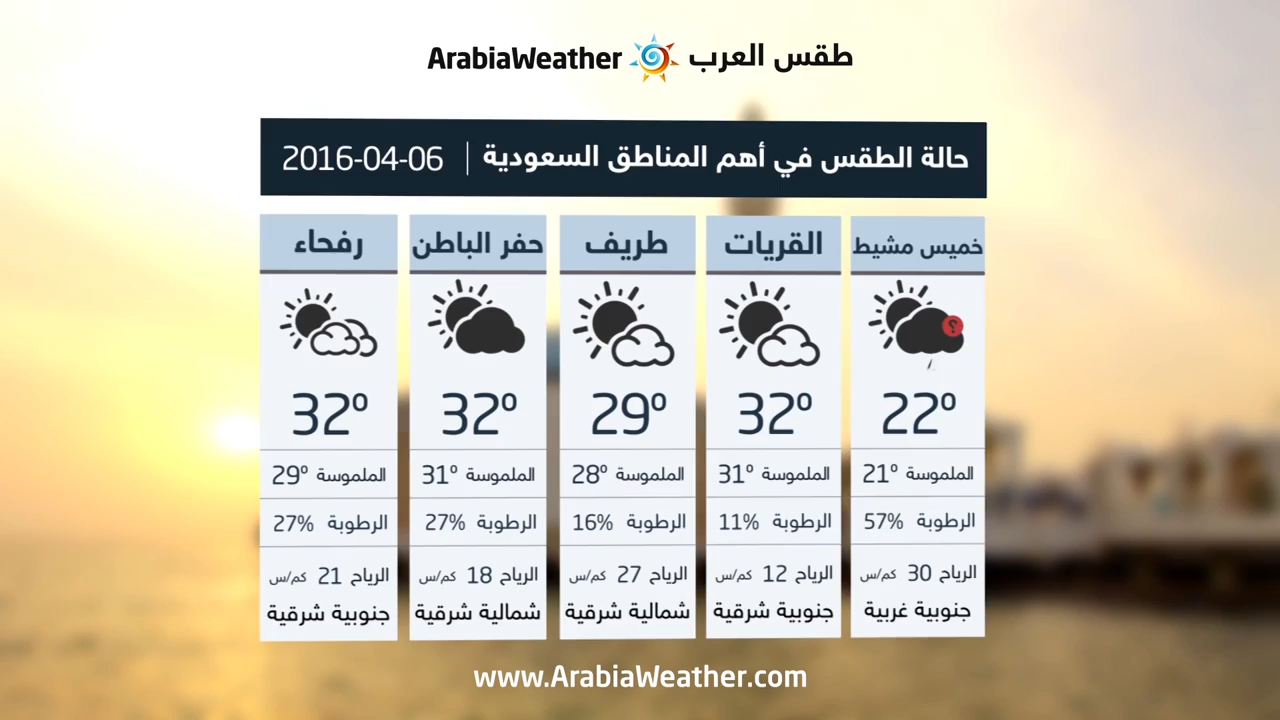 طقس العرب ArabiaWeather
حالة الطقس في أهم المناطق السعودية | 2016-04-06
خميس مشيط
?
22°
الملموسة 21°
الرطوبة 57%
الرياح 30 كم/س
جنوبية غربية
القريات
32°
الملموسة 31°
الرطوبة 11%
الرياح 12 كم/س
جنوبية شرقية
طريف
29°
الملموسة 28°
الرطوبة 16%
الرياح 27 كم/س
شمالية شرقية
حفر الباطن
32°
الملموسة 31°
الرطوبة 27%
الرياح 18 كم/س
شمالية شرقية
رفحاء
32°
الملموسة 29°
الرطوبة 27%
الرياح 21 كم/س
جنوبية شرقية
www.ArabiaWeather.com